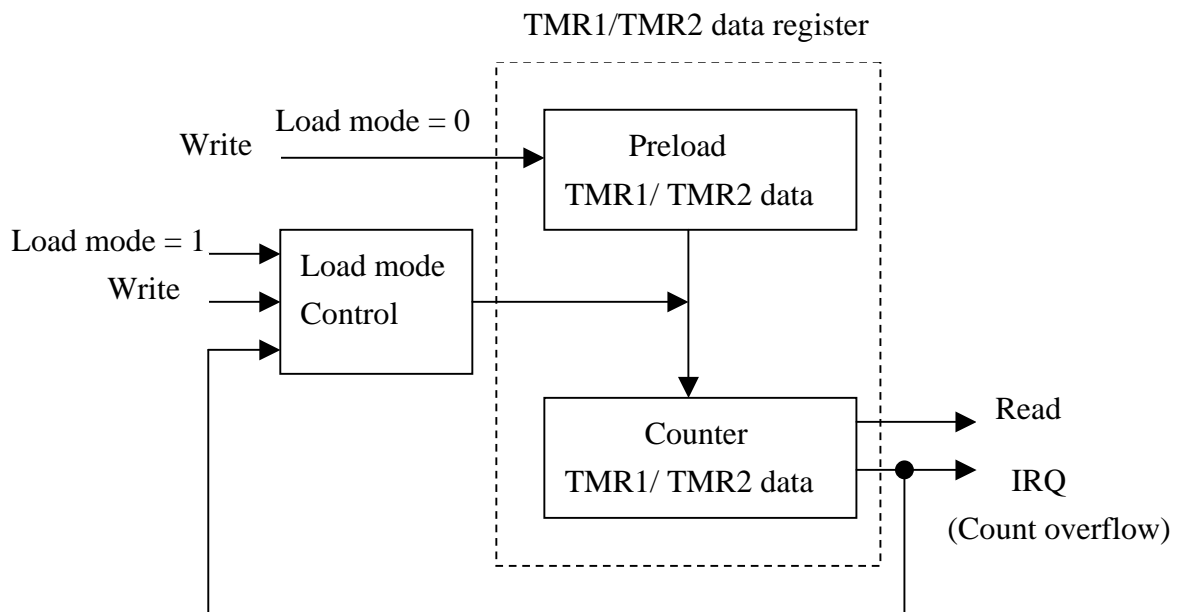 TMR1/TMR2 data register
Load mode = 0
Write
Preload
TMR1/ TMR2 data
Load mode = 1
Write
Load mode
Control
Counter
TMR1/ TMR2 data
Read
IRQ
(Count overflow)